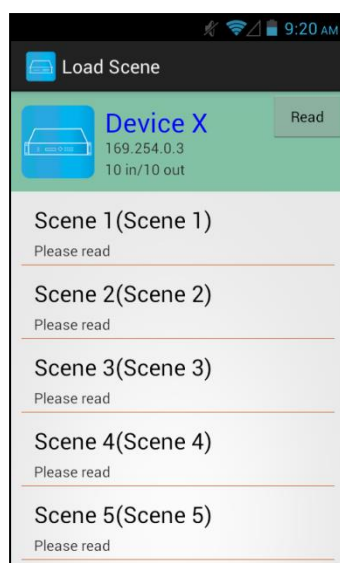 9:20 AM
Load Scene
Device X
Read
169.254.0.3
10 in/10 out
Scene 1(Scene 1)
Please read
Scene 2(Scene 2)
Please read
Scene 3(Scene 3)
Please read
Scene 4(Scene 4)
Please read
Scene 5(Scene 5)
Please read